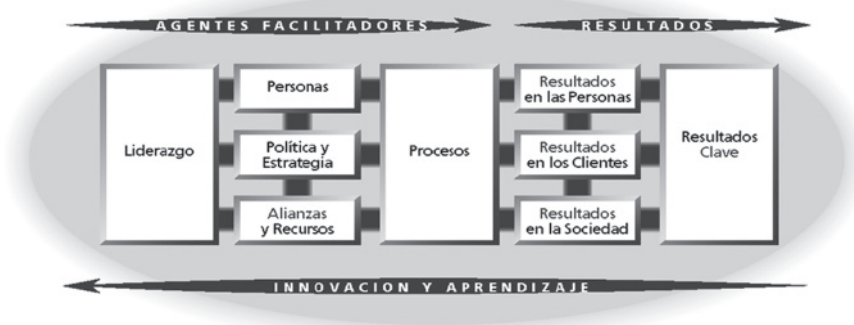 AGENTES FACILITADORES
RESULTADOS
Liderazgo
Personas
Política y
Estrategia
Alianzas
y Recursos
Procesos
Resultados
en las Personas
Resultados
en los Clientes
Resultados
en la Sociedad
Resultados
Clave
INNOVACION Y APRENDIZAJE